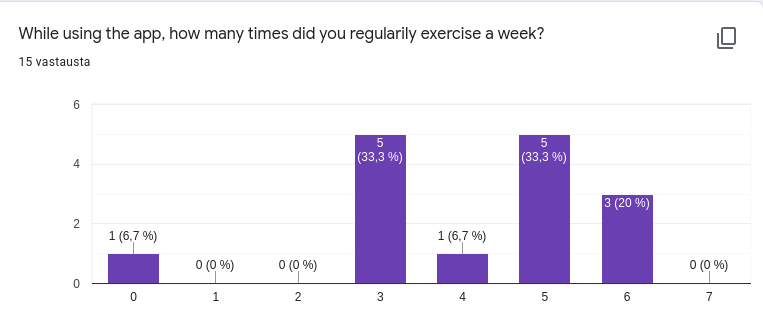 While using the app, how many times did you regularily exercise a week?
15 vastausta
6
4
2
0
1 (6,7 %)
0 (0 %)
0 (0 %)
5
(33,3 %)
1 (6,7 %)
5
(33,3 %)
3 (20 %)
0 (0 %)
0
1
2
3
4
5
6
7